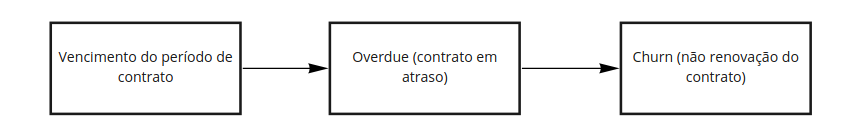 Vencimento do período de
contrato
Overdue (contrato em
atraso)
Churn (não renovação do
contrato)